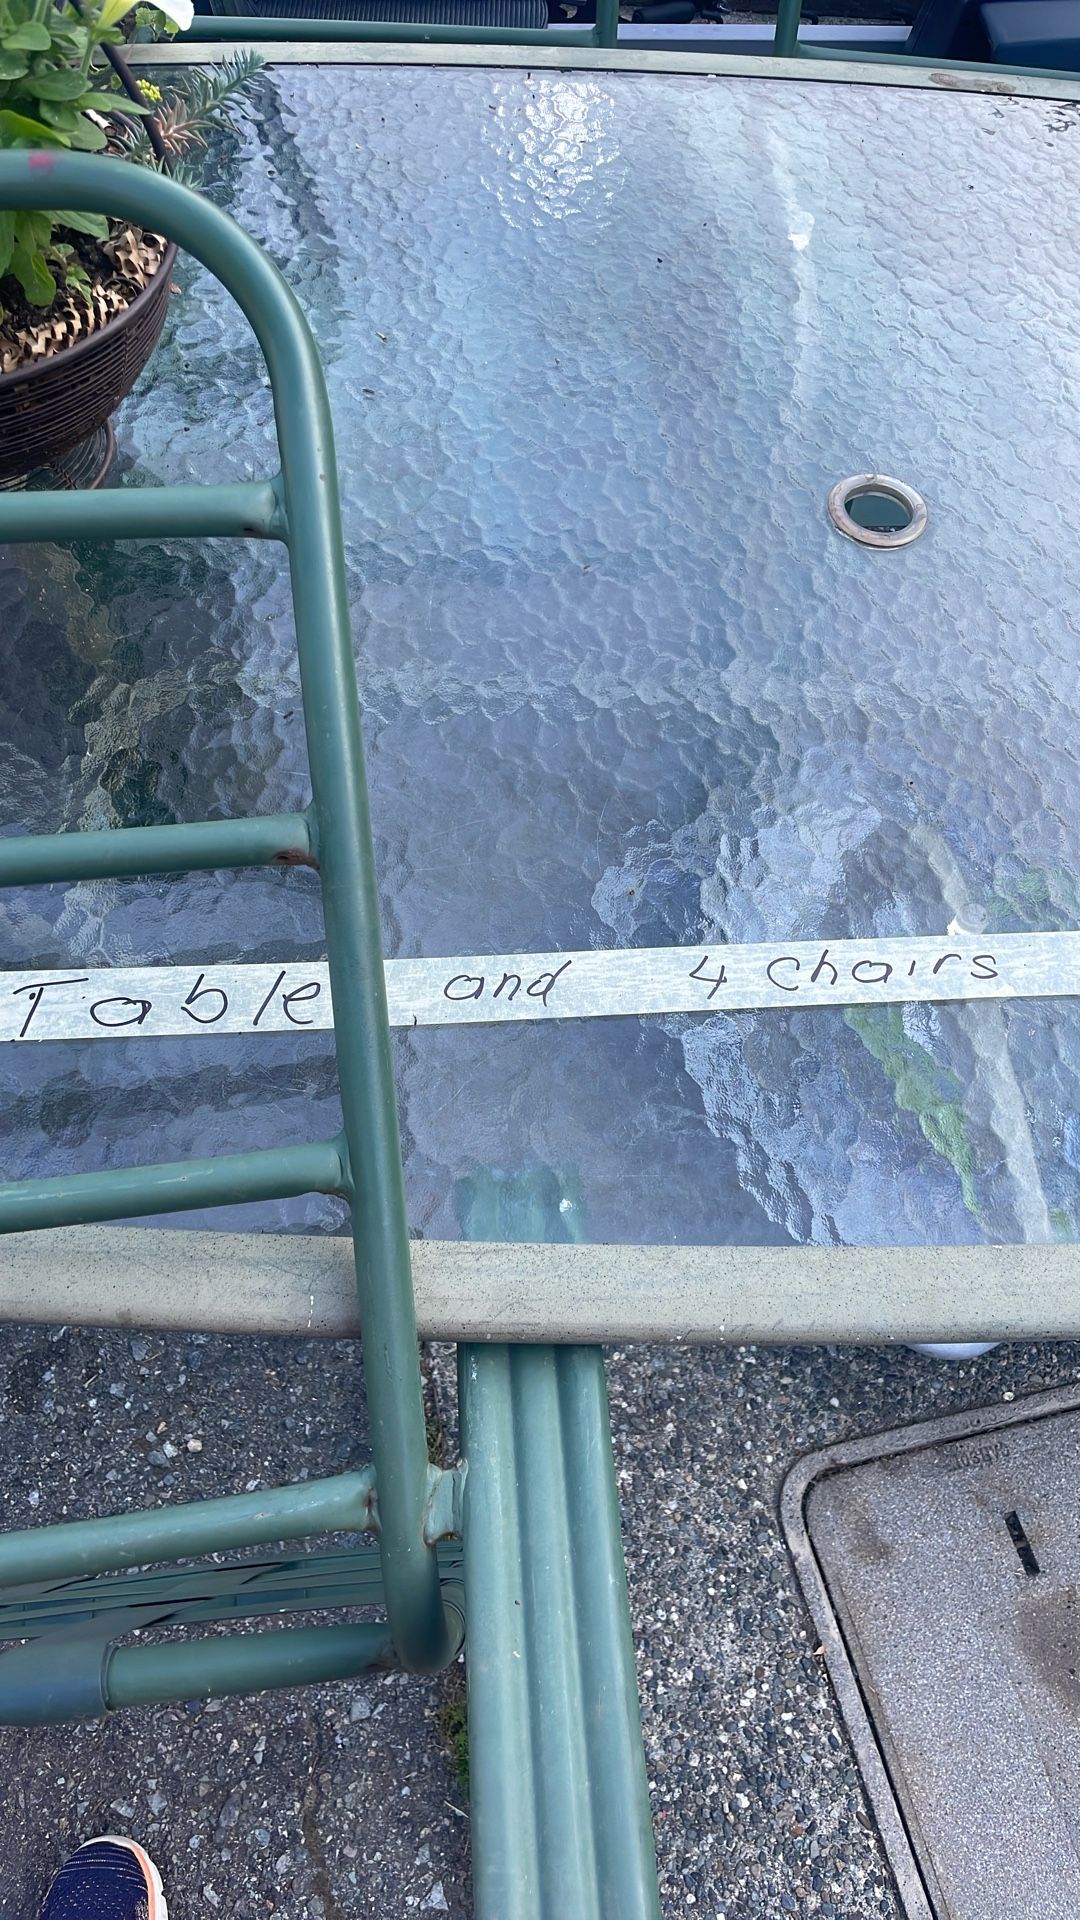 Table and 4 chairs